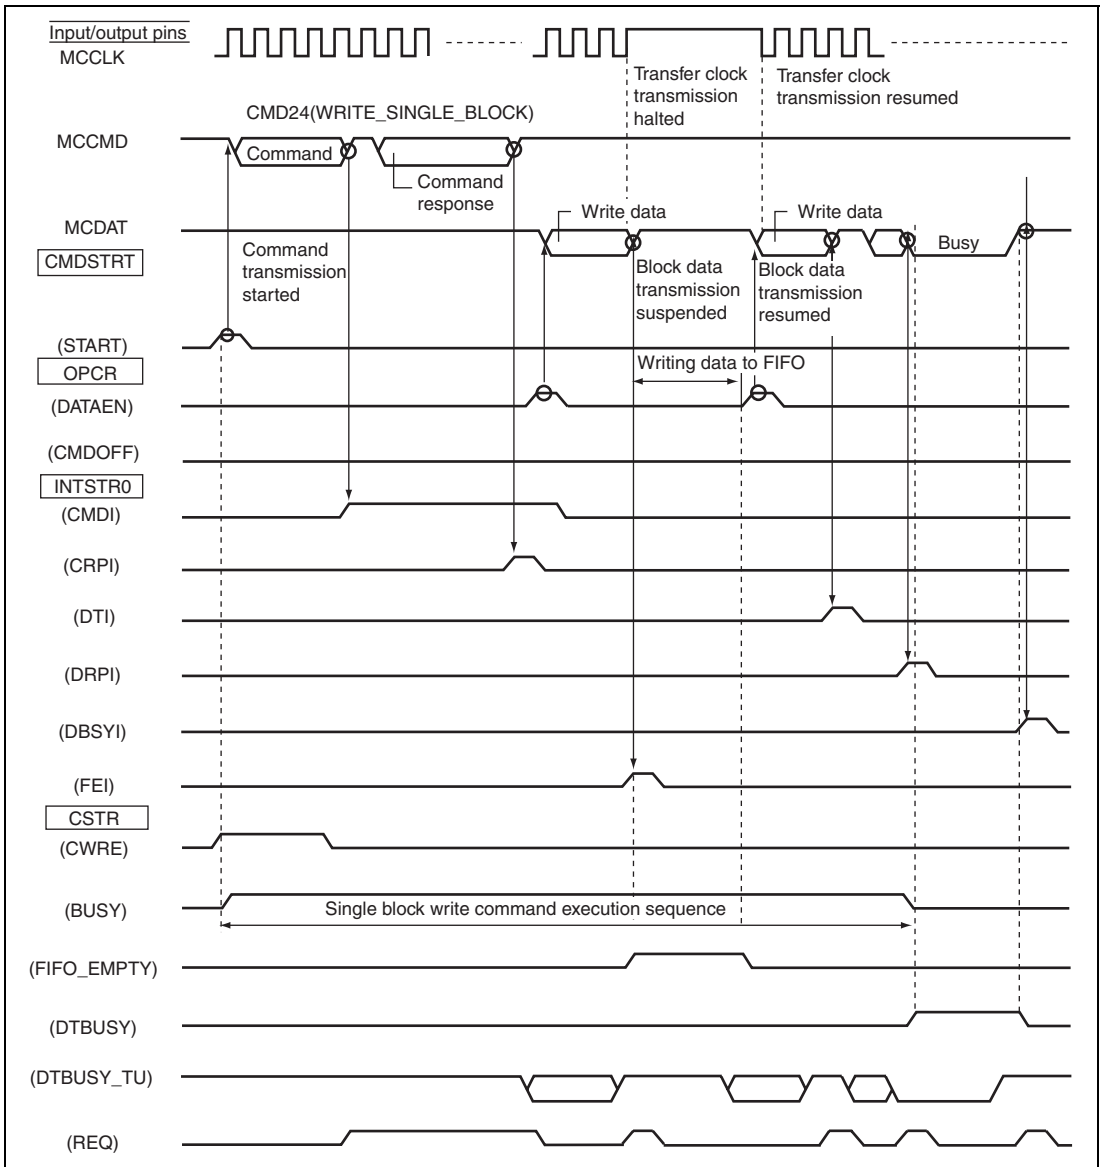 Input/output pins
MCCLK
Transfer clock
transmission
halted
Transfer clock
transmission resumed
CMD24(WRITE_SINGLE_BLOCK)
MCCMD
Command
Command
response
MCDAT
Write data
Write data
Busy
CMDSTRT
Command
transmission
started
Block data
transmission
suspended
Block data
transmission
resumed
(START)
OPCR
Writing data to FIFO
(DATAEN)
(CMDOFF)
INTSTR0
(CMDI)
(CRPI)
(DTI)
(DRPI)
(DBSYI)
(FEI)
CSTR
(CWRE)
(BUSY)
Single block write command execution sequence
(FIFO_EMPTY)
(DTBUSY)
(DTBUSY_TU)
(REQ)